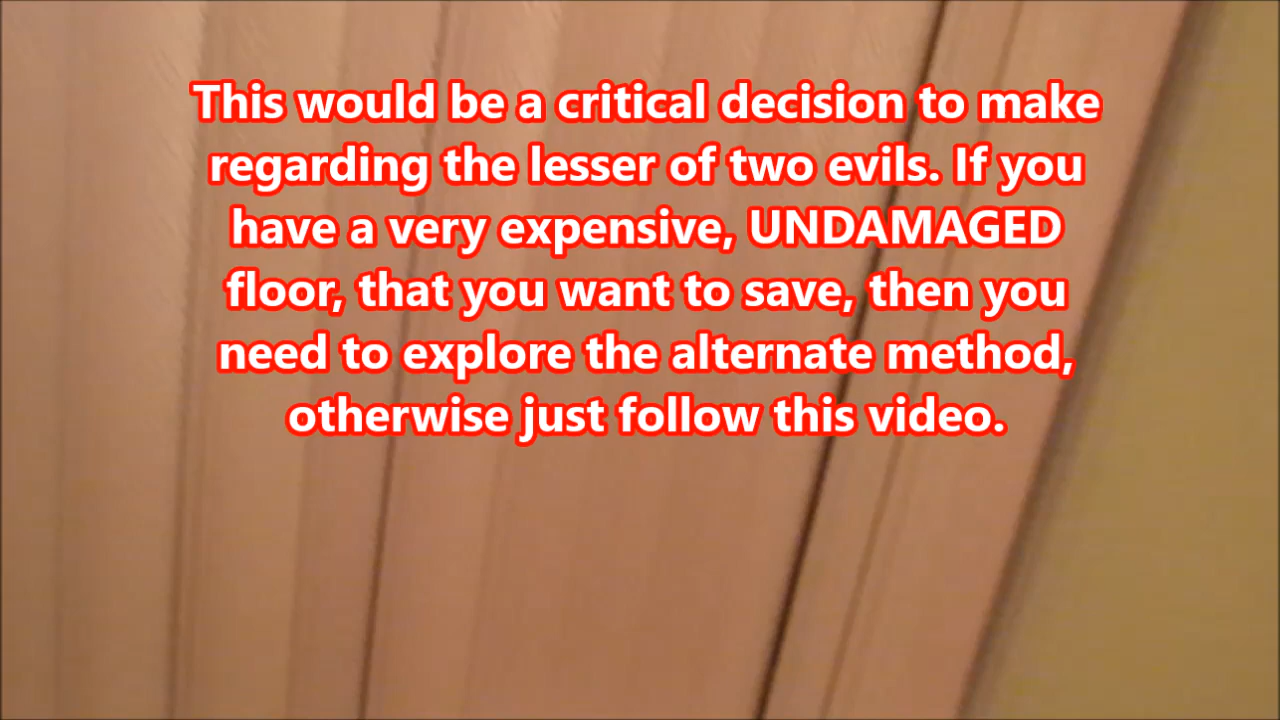 This would be a critical decision to make
regarding the lesser of two evils. If you
have a very expensive, UNDAMAGED
floor, that you want to save, then you
need to explore the alternate method,
otherwise just follow this video.